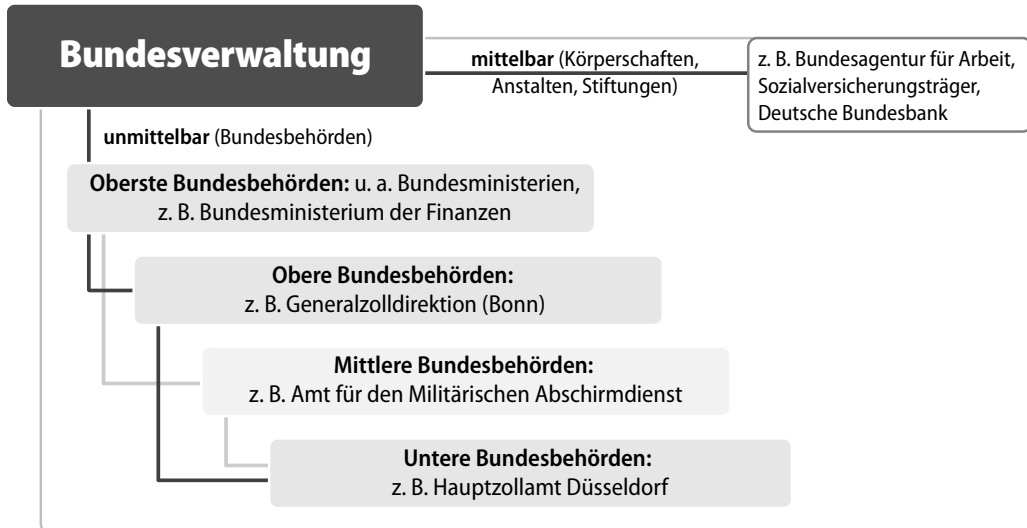 Bundesverwaltung
mittelbar (Körperschaften,
Anstalten, Stiftungen)
z. B. Bundesagentur für Arbeit,
Sozialversicherungsträger,
Deutsche Bundesbank
unmittelbar (Bundesbehörden)
Oberste Bundesbehörden: u. a. Bundesministerien,
z. B. Bundesministerium der Finanzen
Obere Bundesbehörden:
z. B. Generalzolldirektion (Bonn)
Mittlere Bundesbehörden:
z. B. Amt für den Militärischen Abschirmdienst
Untere Bundesbehörden:
z. B. Hauptzollamt Düsseldorf